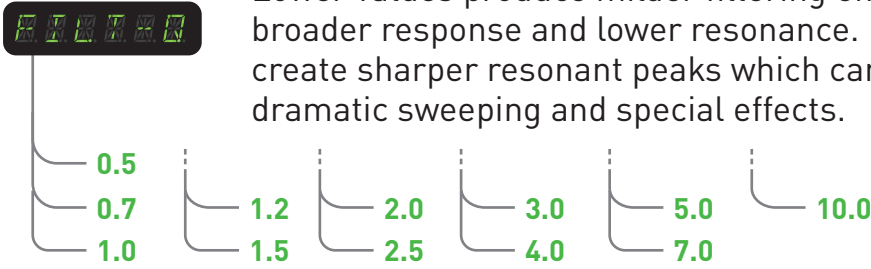 FILT-Q
broader response and lower resonance.
create sharper resonant peaks which can
dramatic sweeping and special effects.
0.5
0.7 1.2 2.0 3.0 5.0 10.0
1.0 1.5 2.5 4.0 7.0